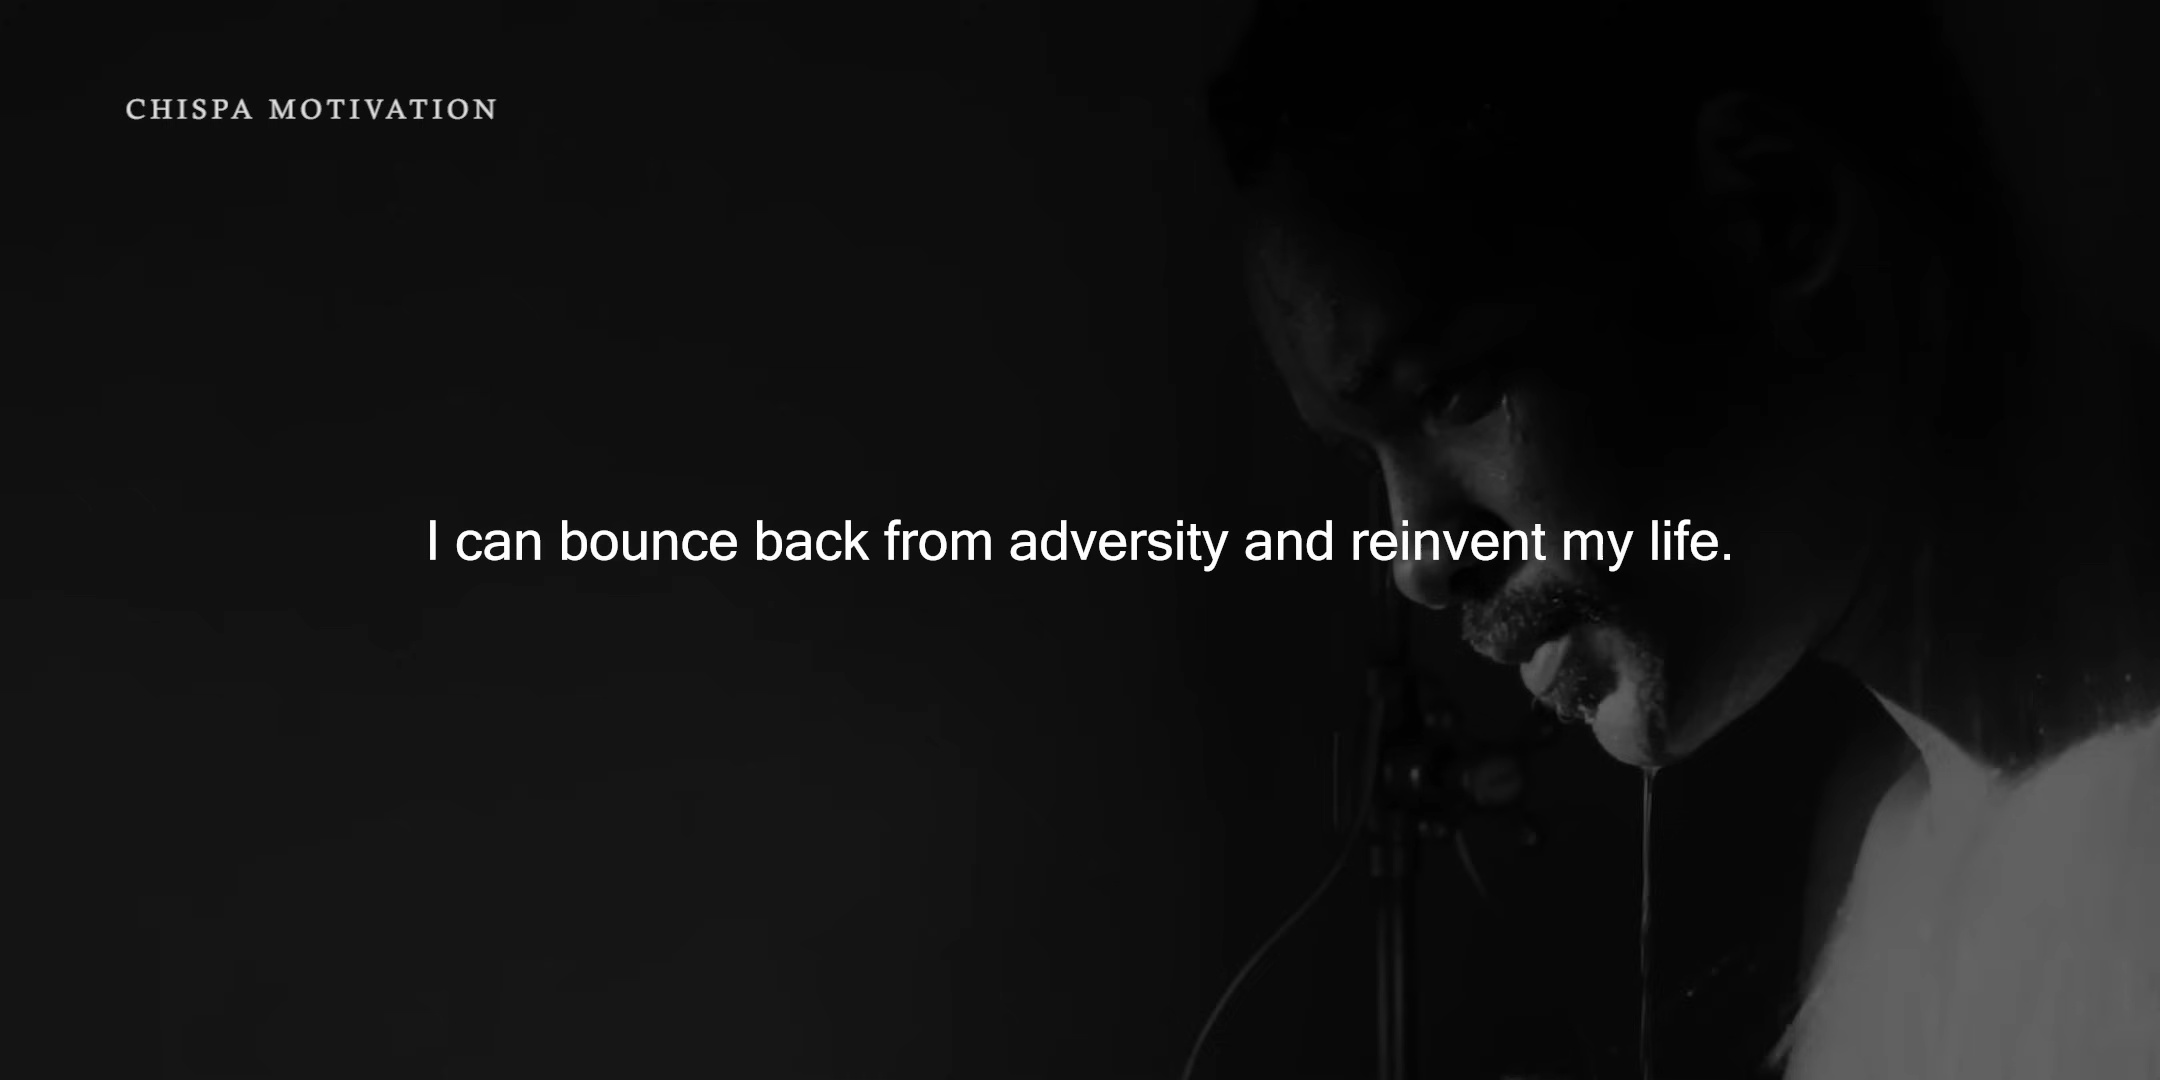 CHISPA MOTIVATION
I can bounce back from adversity and reinvent my life.